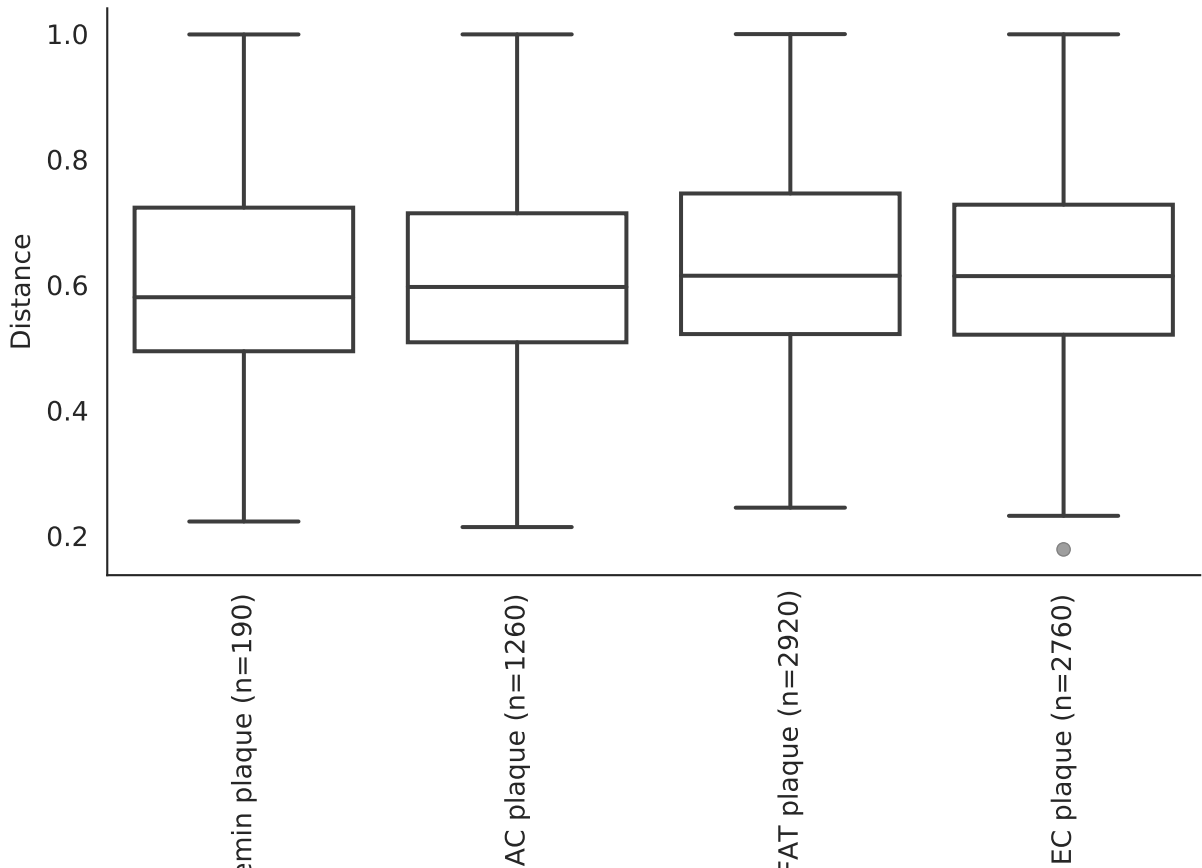 1.0
0.8
0.6
0.4
0.2
Distance
plaque (n=190)
AC plaque (n=1260)
plaque (n=2920)
EC plaque (n=2760)